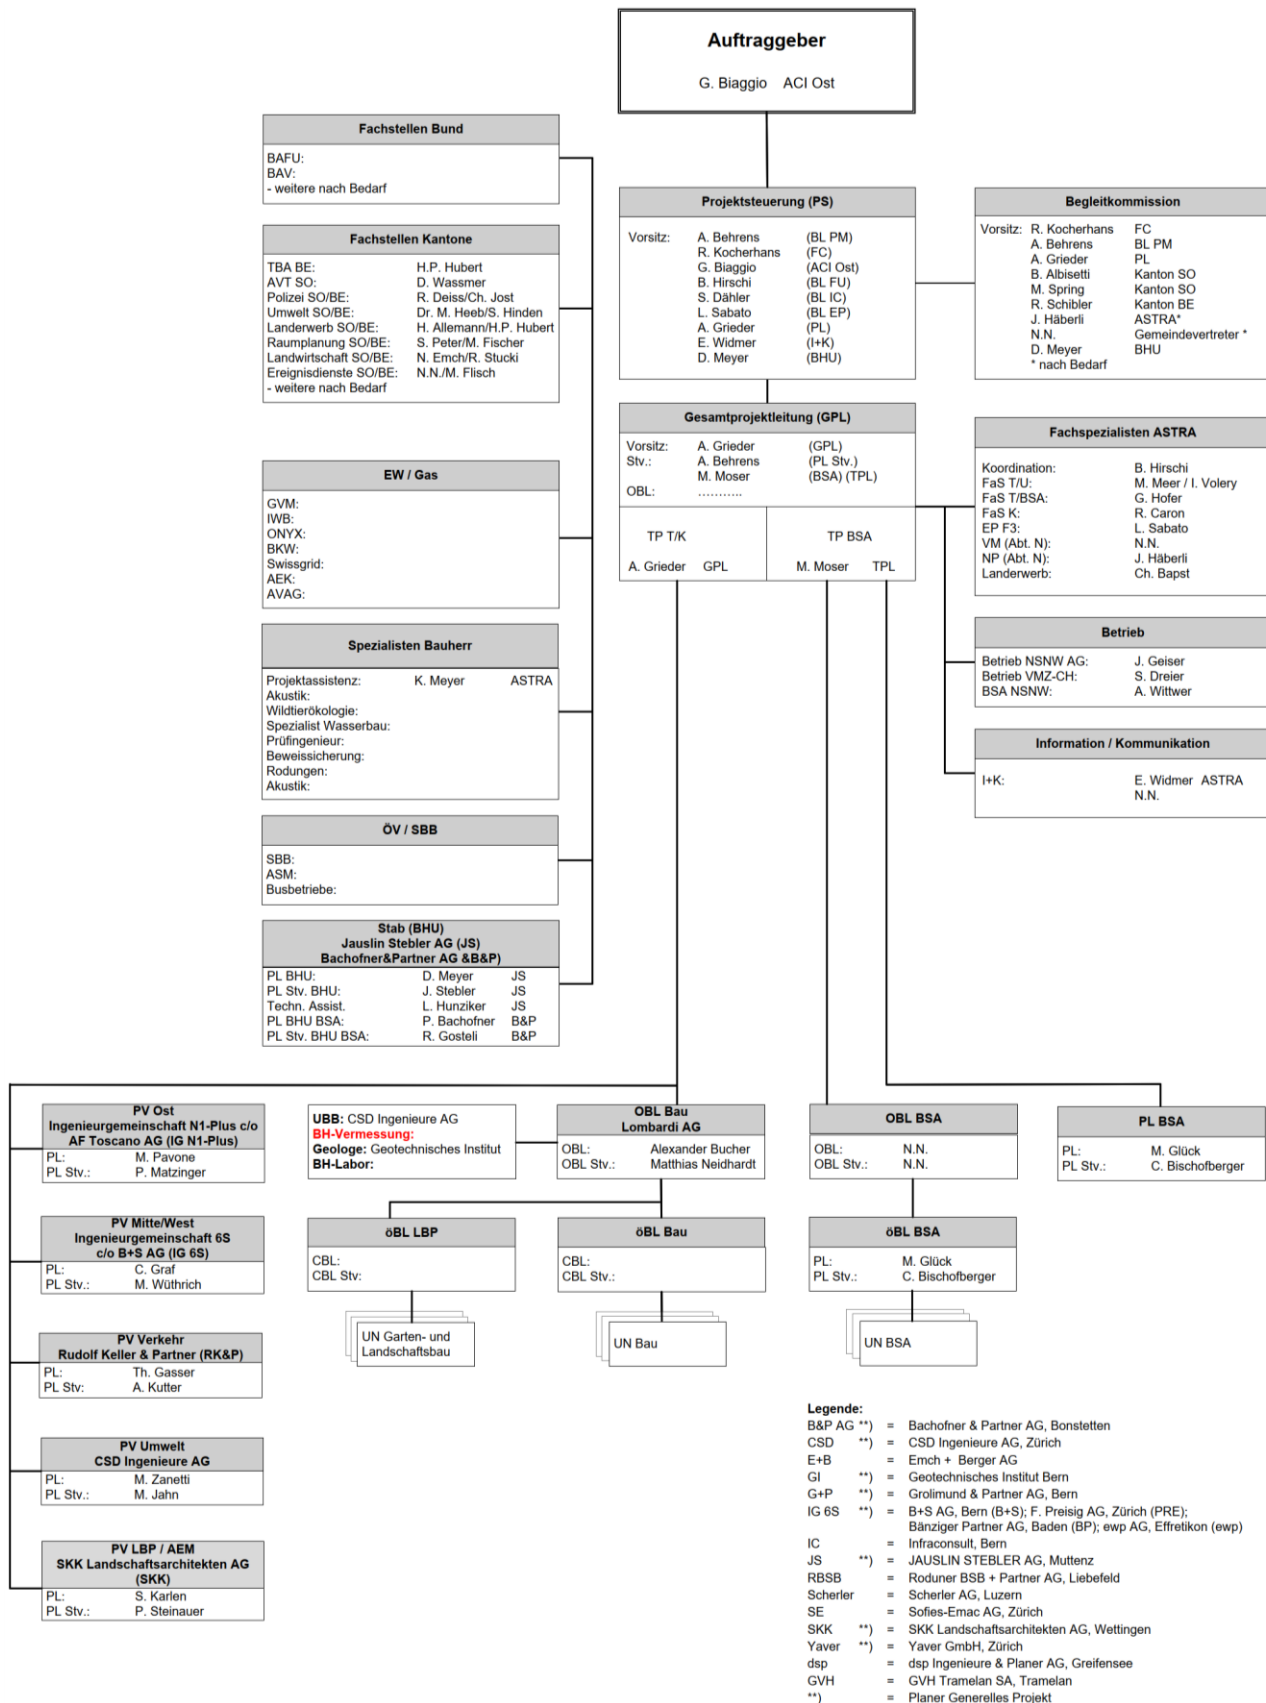 Auftraggeber
G. Biaggio ACI Ost
Fachstellen Bund
BAFU:
BAV:
- weitere nach Bedarf
Projektsteuerung (PS)
Vorsitz: A. Behrens (BL PM)
R. Kocherhans (FC)
G. Biaggio (ACI Ost)
B. Hirschi (BL FU)
S. Dähler (BL IC)
L. Sabato (BL EP)
A. Grieder (PL)
E. Widmer (I+K)
D. Meyer (BHU)
Begleitkommission
Vorsitz: R. Kocherhans FC
A. Behrens BL PM
A. Grieder PL
B. Albisetti Kanton SO
M. Spring Kanton SO
R. Schibler Kanton BE
J. Häberli ASTRA*
N.N. Gemeindevertreter *
D. Meyer BHU
* nach Bedarf
Fachstellen Kantone
TBA BE: H.P. Hubert
AVT SO: D. Wassmer
Polizei SO/BE: R. Deiss/Ch. Jost
Umwelt SO/BE: Dr. M. Heeb/S. Hinden
Landerwerb SO/BE: H. Allemann/H.P. Hubert
Raumplanung SO/BE: S. Peter/M. Fischer
Landwirtschaft SO/BE: N. Emch/R. Stucki
Ereignisdienste SO/BE: N.N./M. Flisch
- weitere nach Bedarf
Gesamtprojektleitung (GPL)
Vorsitz: A. Grieder (GPL)
Stv.: A. Behrens (PL Stv.)
M. Moser (BSA) (TPL)
OBL: ...........
TP T/K
A. Grieder GPL
TP BSA
M. Moser TPL
Fachspezialisten ASTRA
Koordination: B. Hirschi
FaS T/U: M. Meer / I. Volery
FaS T/BSA: G. Hofer
FaS K: R. Caron
EP F3: L. Sabato
VM (Abt. N): N.N.
NP (Abt. N): J. Häberli
Landerwerb: Ch. Bapst
EW / Gas
GVM:
IWB:
ONYX:
BKW:
Swissgrid:
AEK:
AVAG:
Betrieb
Betrieb NSNW AG: J. Geiser
Betrieb VMZ-CH: S. Dreier
BSA NSNW: A. Wittwer
Spezialisten Bauherr
Projektassistenz: K. Meyer ASTRA
Akustik:
Wildtierökologie:
Spezialist Wasserbau:
Prüfingenieur:
Beweissicherung:
Rodungen:
Akustik:
Information / Kommunikation
I+K: E. Widmer ASTRA
N.N.
ÖV / SBB
SBB:
ASM:
Busbetriebe:
Stab (BHU)
Jauslin Stebler AG (JS)
Bachofner&Partner AG &B&P)
PL BHU: D. Meyer JS
PL Stv. BHU: J. Stebler JS
Techn. Assist. L. Hunziker JS
PL BHU BSA: P. Bachofner B&P
PL Stv. BHU BSA: R. Gosteli B&P
PV Ost
Ingenieurgemeinschaft N1-Plus c/o
AF Toscano AG (IG N1-Plus)
PL: M. Pavone
PL Stv.: P. Matzinger
UBB: CSD Ingenieure AG
BH-Vermessung:
Geologe: Geotechnisches Institut
BH-Labor:
OBL Bau
Lombardi AG
OBL: Alexander Bucher
OBL Stv.: Matthias Neidhardt
OBL BSA
OBL: N.N.
OBL Stv.: N.N.
PL BSA
PL: M. Glück
PL Stv.: C. Bischofberger
PV Mitte/West
Ingenieurgemeinschaft 6S
c/o B+S AG (IG 6S)
PL: C. Graf
PL Stv.: M. Wüthrich
öBL LBP
CBL:
CBL Stv:
öBL Bau
CBL:
CBL Stv.:
öBL BSA
PL: M. Glück
PL Stv.: C. Bischofberger
UN Garten- und
Landschaftsbau
UN Bau
UN BSA
PV Verkehr
Rudolf Keller & Partner (RK&P)
PL: Th. Gasser
PL Stv: A. Kutter
PV Umwelt
CSD Ingenieure AG
PL: M. Zanetti
PL Stv.: M. Jahn
PV LBP / AEM
SKK Landschaftsarchitekten AG
(SKK)
PL: S. Karlen
PL Stv.: P. Steinauer
Legende:
B&P AG **) = Bachofner & Partner AG, Bonstetten
CSD **) = CSD Ingenieure AG, Zürich
E+B = Emch + Berger AG
GI **) = Geotechnisches Institut Bern
G+P **) = Grolimund & Partner AG, Bern
IG 6S **) = B+S AG, Bern (B+S); F. Preisig AG, Zürich (PRE);
Bänziger Partner AG, Baden (BP); ewp AG, Effretikon (ewp)
IC = Infraconsult, Bern
JS **) = JAUSLIN STEBLER AG, Muttenz
RBSB = Roduner BSB + Partner AG, Liebefeld
Scherler = Scherler AG, Luzern
SE = Sofies-Emac AG, Zürich
SKK **) = SKK Landschaftsarchitekten AG, Wettingen
Yaver **) = Yaver GmbH, Zürich
dsp = dsp Ingenieure & Planer AG, Greifensee
GVH = GVH Tramelan SA, Tramelan
**) = Planer Generelles Projekt